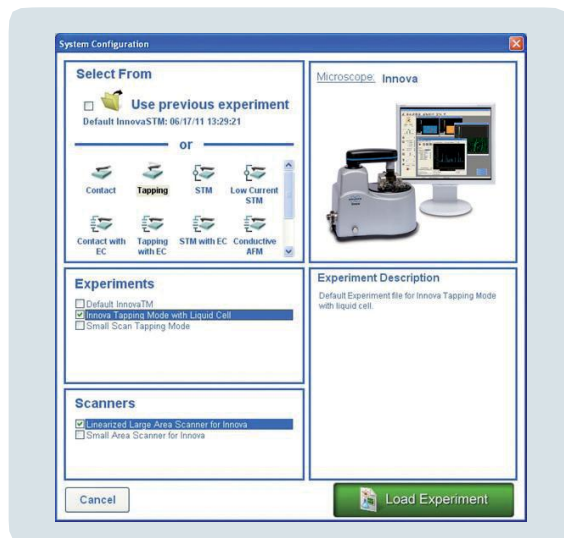 System Configuration
Select From
Use previous experiment
Default InnovaSTM: 06/17/11 13:29:21
or
Contact
Tapping
STM
Low Current
STM
Contact with
EC
Tapping
with EC
STM with EC
Conductive
AFM
Microscope: Innova
Experiments
Default InnovaTM
Innova Tapping Mode with Liquid Cell
Small Scan Tapping Mode
Experiment Description
Default Experiment file for Innova Tapping Mode
with liquid cell.
Scanners
Linearized Large Area Scanner for Innova
Small Area Scanner for Innova
Cancel
Load Experiment